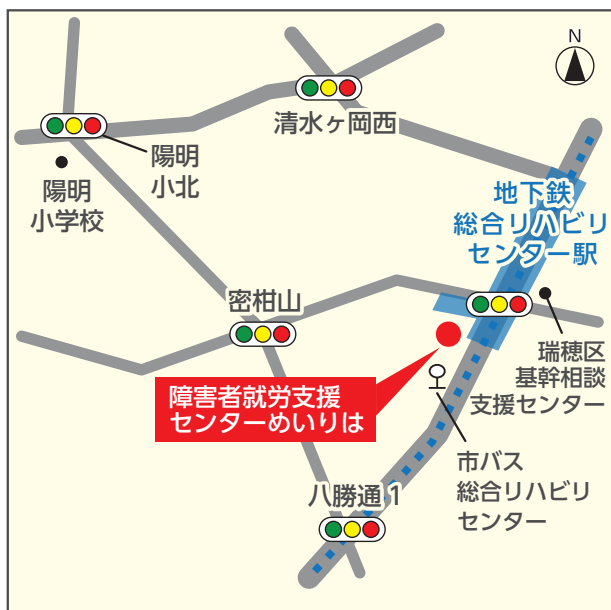 N
清水ヶ岡西
陽明
小北
陽明
小学校
地下鉄
総合リハビリ
センター駅
密柑山
瑞穂区
基幹相談
支援センター
障害者就労支援
センターめいりは
市バス
総合リハビリ
センター
八勝通1